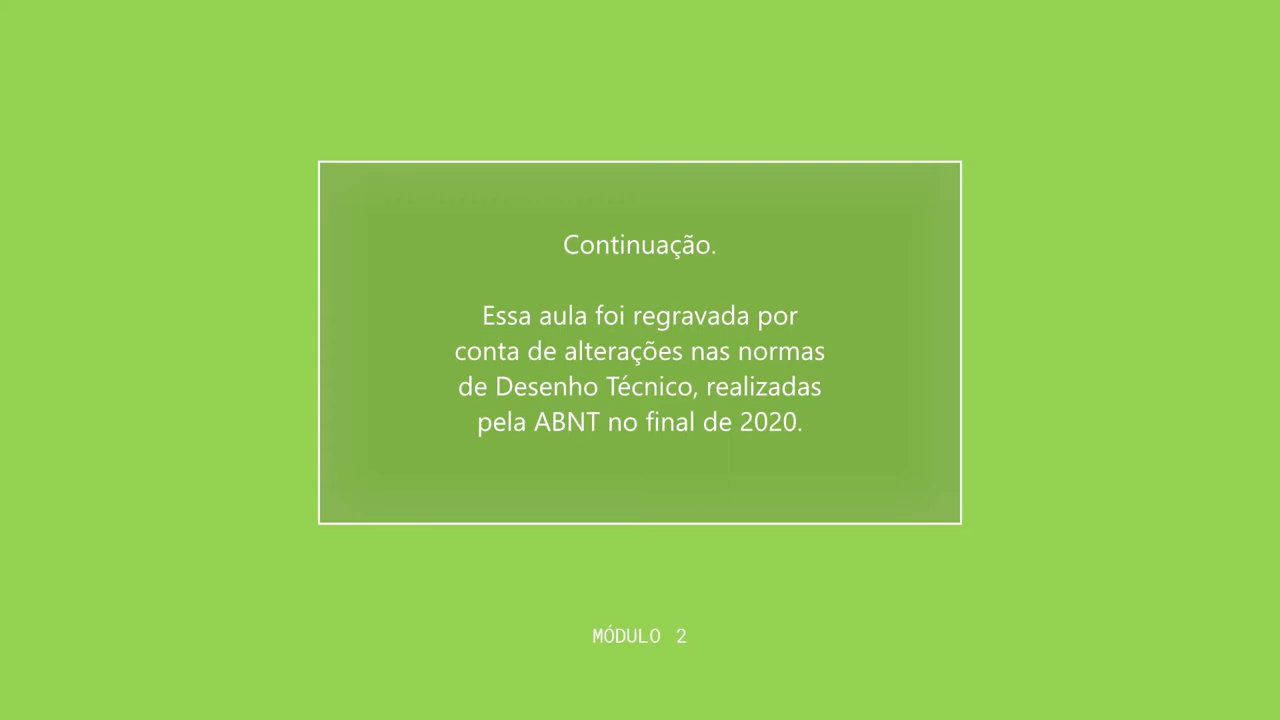 Continuação.
Essa aula foi regravada por
conta de alterações nas normas
de Desenho Técnico, realizadas
pela ABNT no final de 2020.
MÓDULO 2